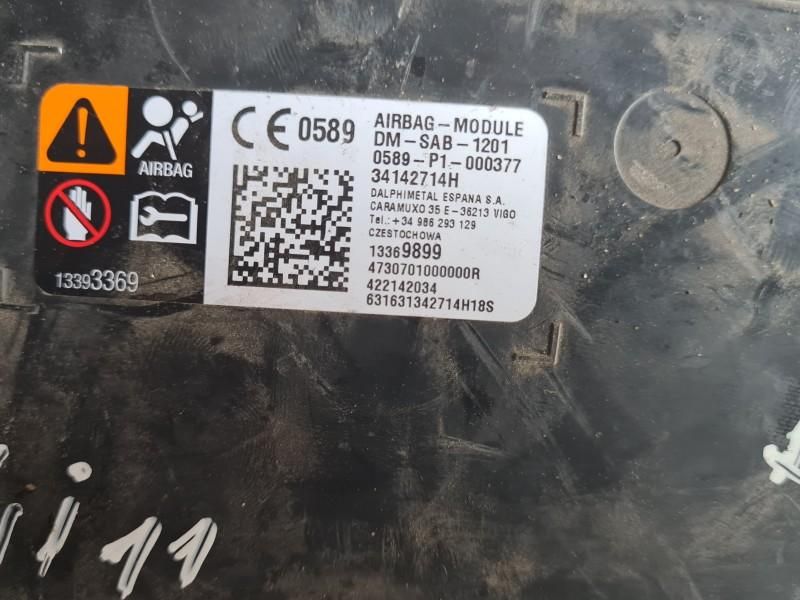 AIRBAG
13393369
CE 0589
AIRBAG-MODULE
DM-SAB-1201
0589-P1-000377
34142714H
DALPHIMETAL ESPANA S.A.
CARAMUXO 35 E-36213 VIGO
Tel.: +34 986 293 129
CZESTOCHOWA
13369899
4730701000000R
422142034
631631342714H18S